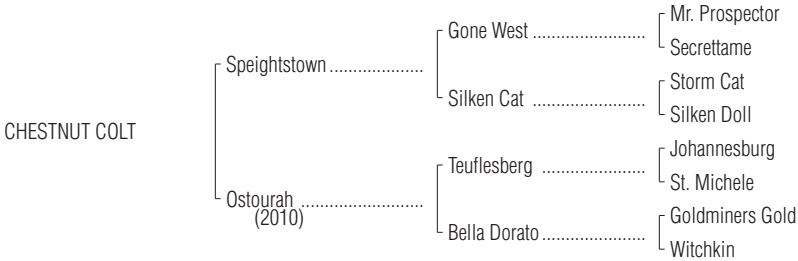 Mr. Prospector
Gone West ........................
Secrettame
Speightstown ....................
Storm Cat
Silken Cat ........................
Silken Doll
CHESTNUT COLT
Johannesburg
Teuflesberg ......................
St. Michele
Ostourah ..........................
(2010)
Goldminers Gold
Bella Dorato ......................
Witchkin